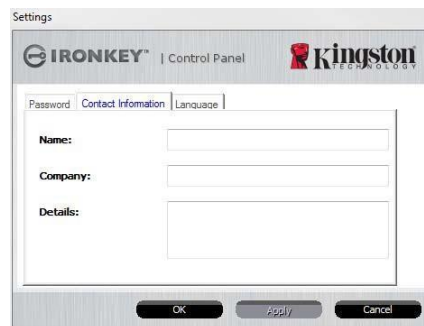 Settings
IRONKEY™ | Control Panel
Kingston
TECHNOLOGY
Password Contact Information Language
Name:
Company:
Details:
OK Apply Cancel